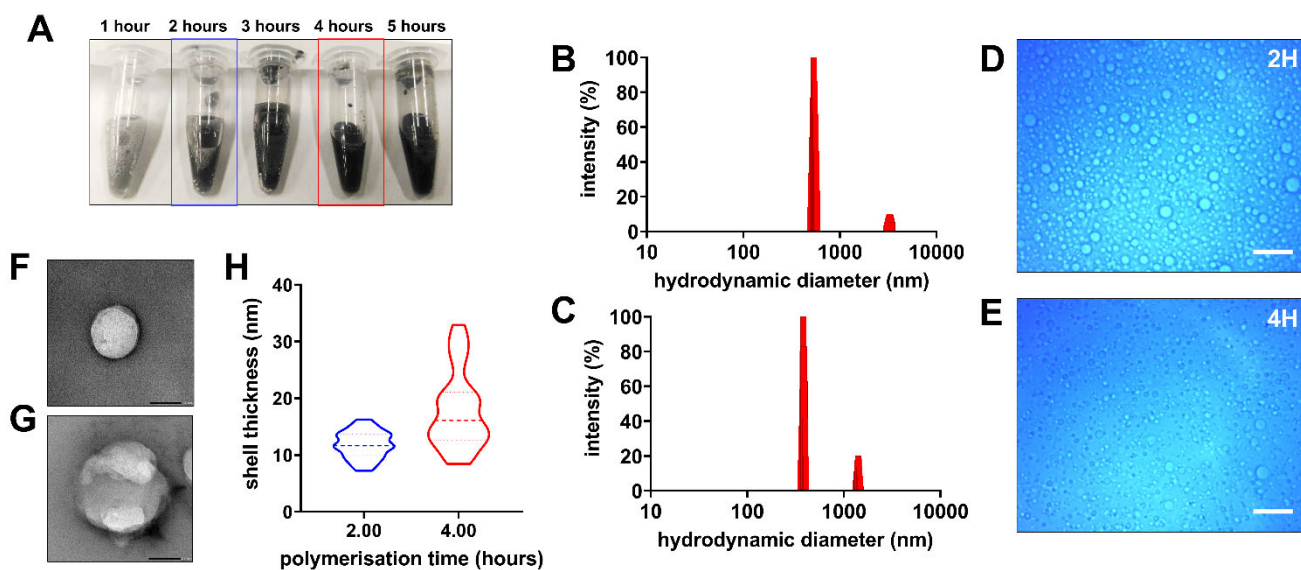 A
1 hour
2 hours
3 hours
4 hours
5 hours
B
intensity (%)
100
80
60
40
20
0
10
100
1000
10000
hydrodynamic diameter (nm)
C
intensity (%)
100
80
60
40
20
0
10
100
1000
10000
hydrodynamic diameter (nm)
D
2H
E
4H
F
G
H
shell thickness (nm)
40
30
20
10
0
2.00
4.00
polymerisation time (hours)